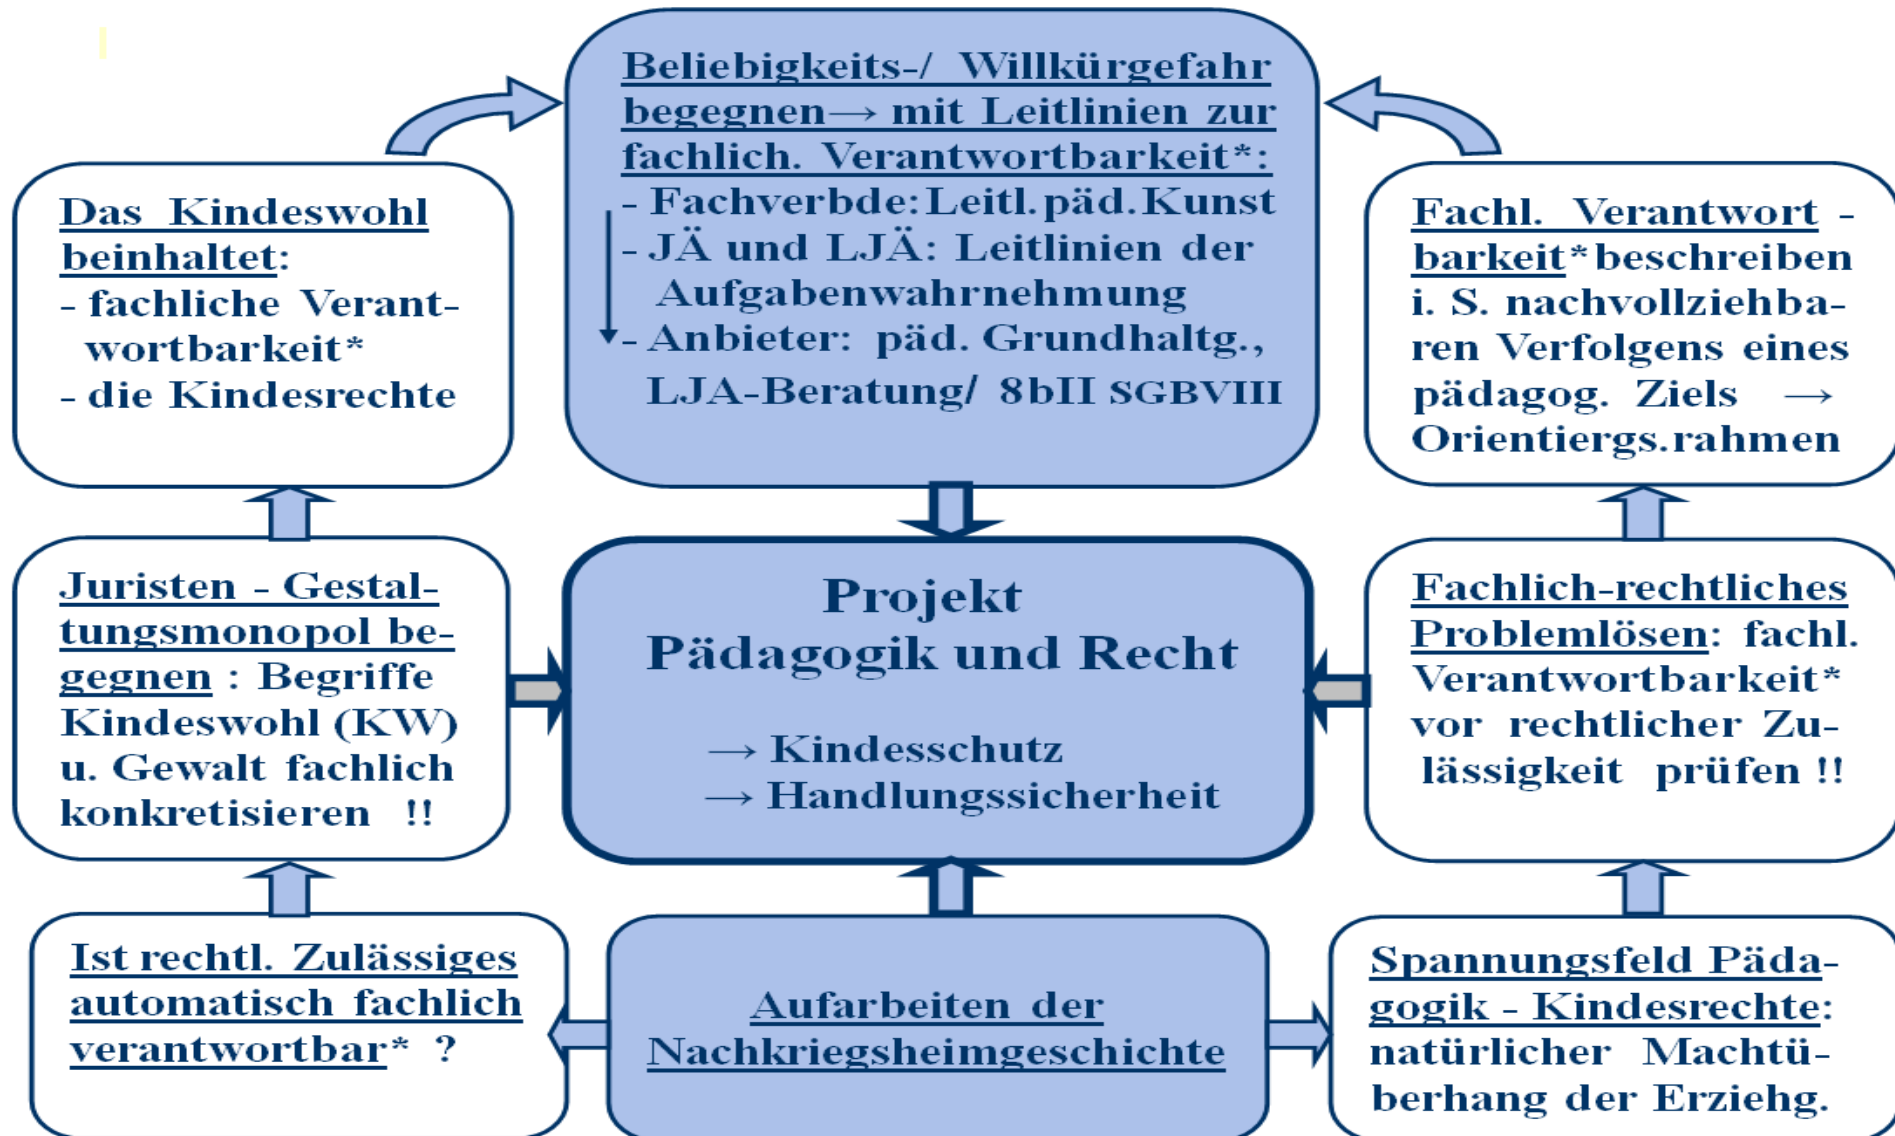 Beliebigkeits-/ Willkürgefahr
begegnen→ mit Leitlinien zur
fachlich. Verantwortbarkeit*:
- Fachverbde: Leitl. päd. Kunst
- JÄ und LJÄ: Leitlinien der
Aufgabenwahrnehmung
- Anbieter: päd. Grundhaltg.,
LJA-Beratung/ 8bII SGBVIII
Das Kindeswohl
beinhaltet:
- fachliche Verant-
wortbarkeit*
- die Kindesrechte
Fachl. Verantwort -
barkeit* beschreiben
i. S. nachvollziehba-
ren Verfolgens eines
pädagog. Ziels →
Orientiergs.rahmen
Juristen - Gestal-
tungsmonopol be-
gegnen : Begriffe
Kindeswohl (KW)
u. Gewalt fachlich
konkretisieren !!
Projekt
Pädagogik und Recht
→ Kindesschutz
→ Handlungssicherheit
Fachlich-rechtliches
Problemlösen: fachl.
Verantwortbarkeit*
vor rechtlicher Zu-
lässigkeit prüfen !!
Ist rechtl. Zulässiges
automatisch fachlich
verantwortbar* ?
Aufarbeiten der
Nachkriegsheimgeschichte
Spannungsfeld Päda-
gogik - Kindesrechte:
natürlicher Machtü-
berhang der Erziehg.